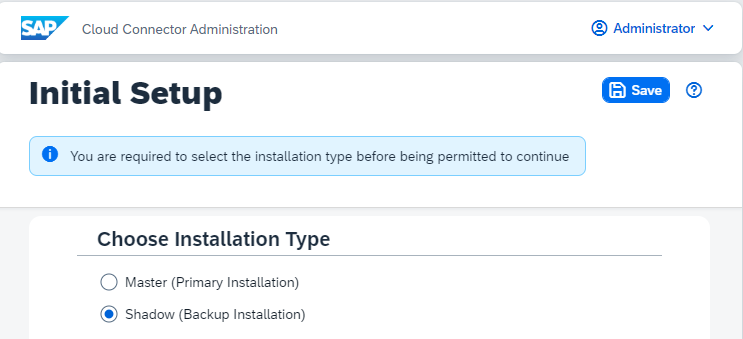 SAP Cloud Connector Administration Administrator
Initial Setup Save
You are required to select the installation type before being permitted to continue
Choose Installation Type
Master (Primary Installation)
Shadow (Backup Installation)